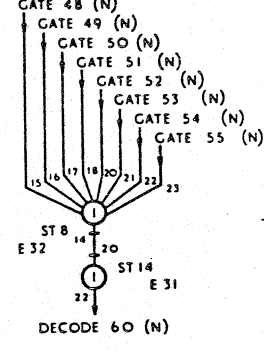 GATE 48 (N)
GATE 49 (N)
GATE 50 (N)
GATE 51 (N)
GATE 52 (N)
GATE 53 (N)
GATE 54 (N)
GATE 55 (N)
15 16 17 18 20 21 22 23
1
ST 8 14
E 32 20
1 ST 14
22 E 31
DECODE 60 (N)